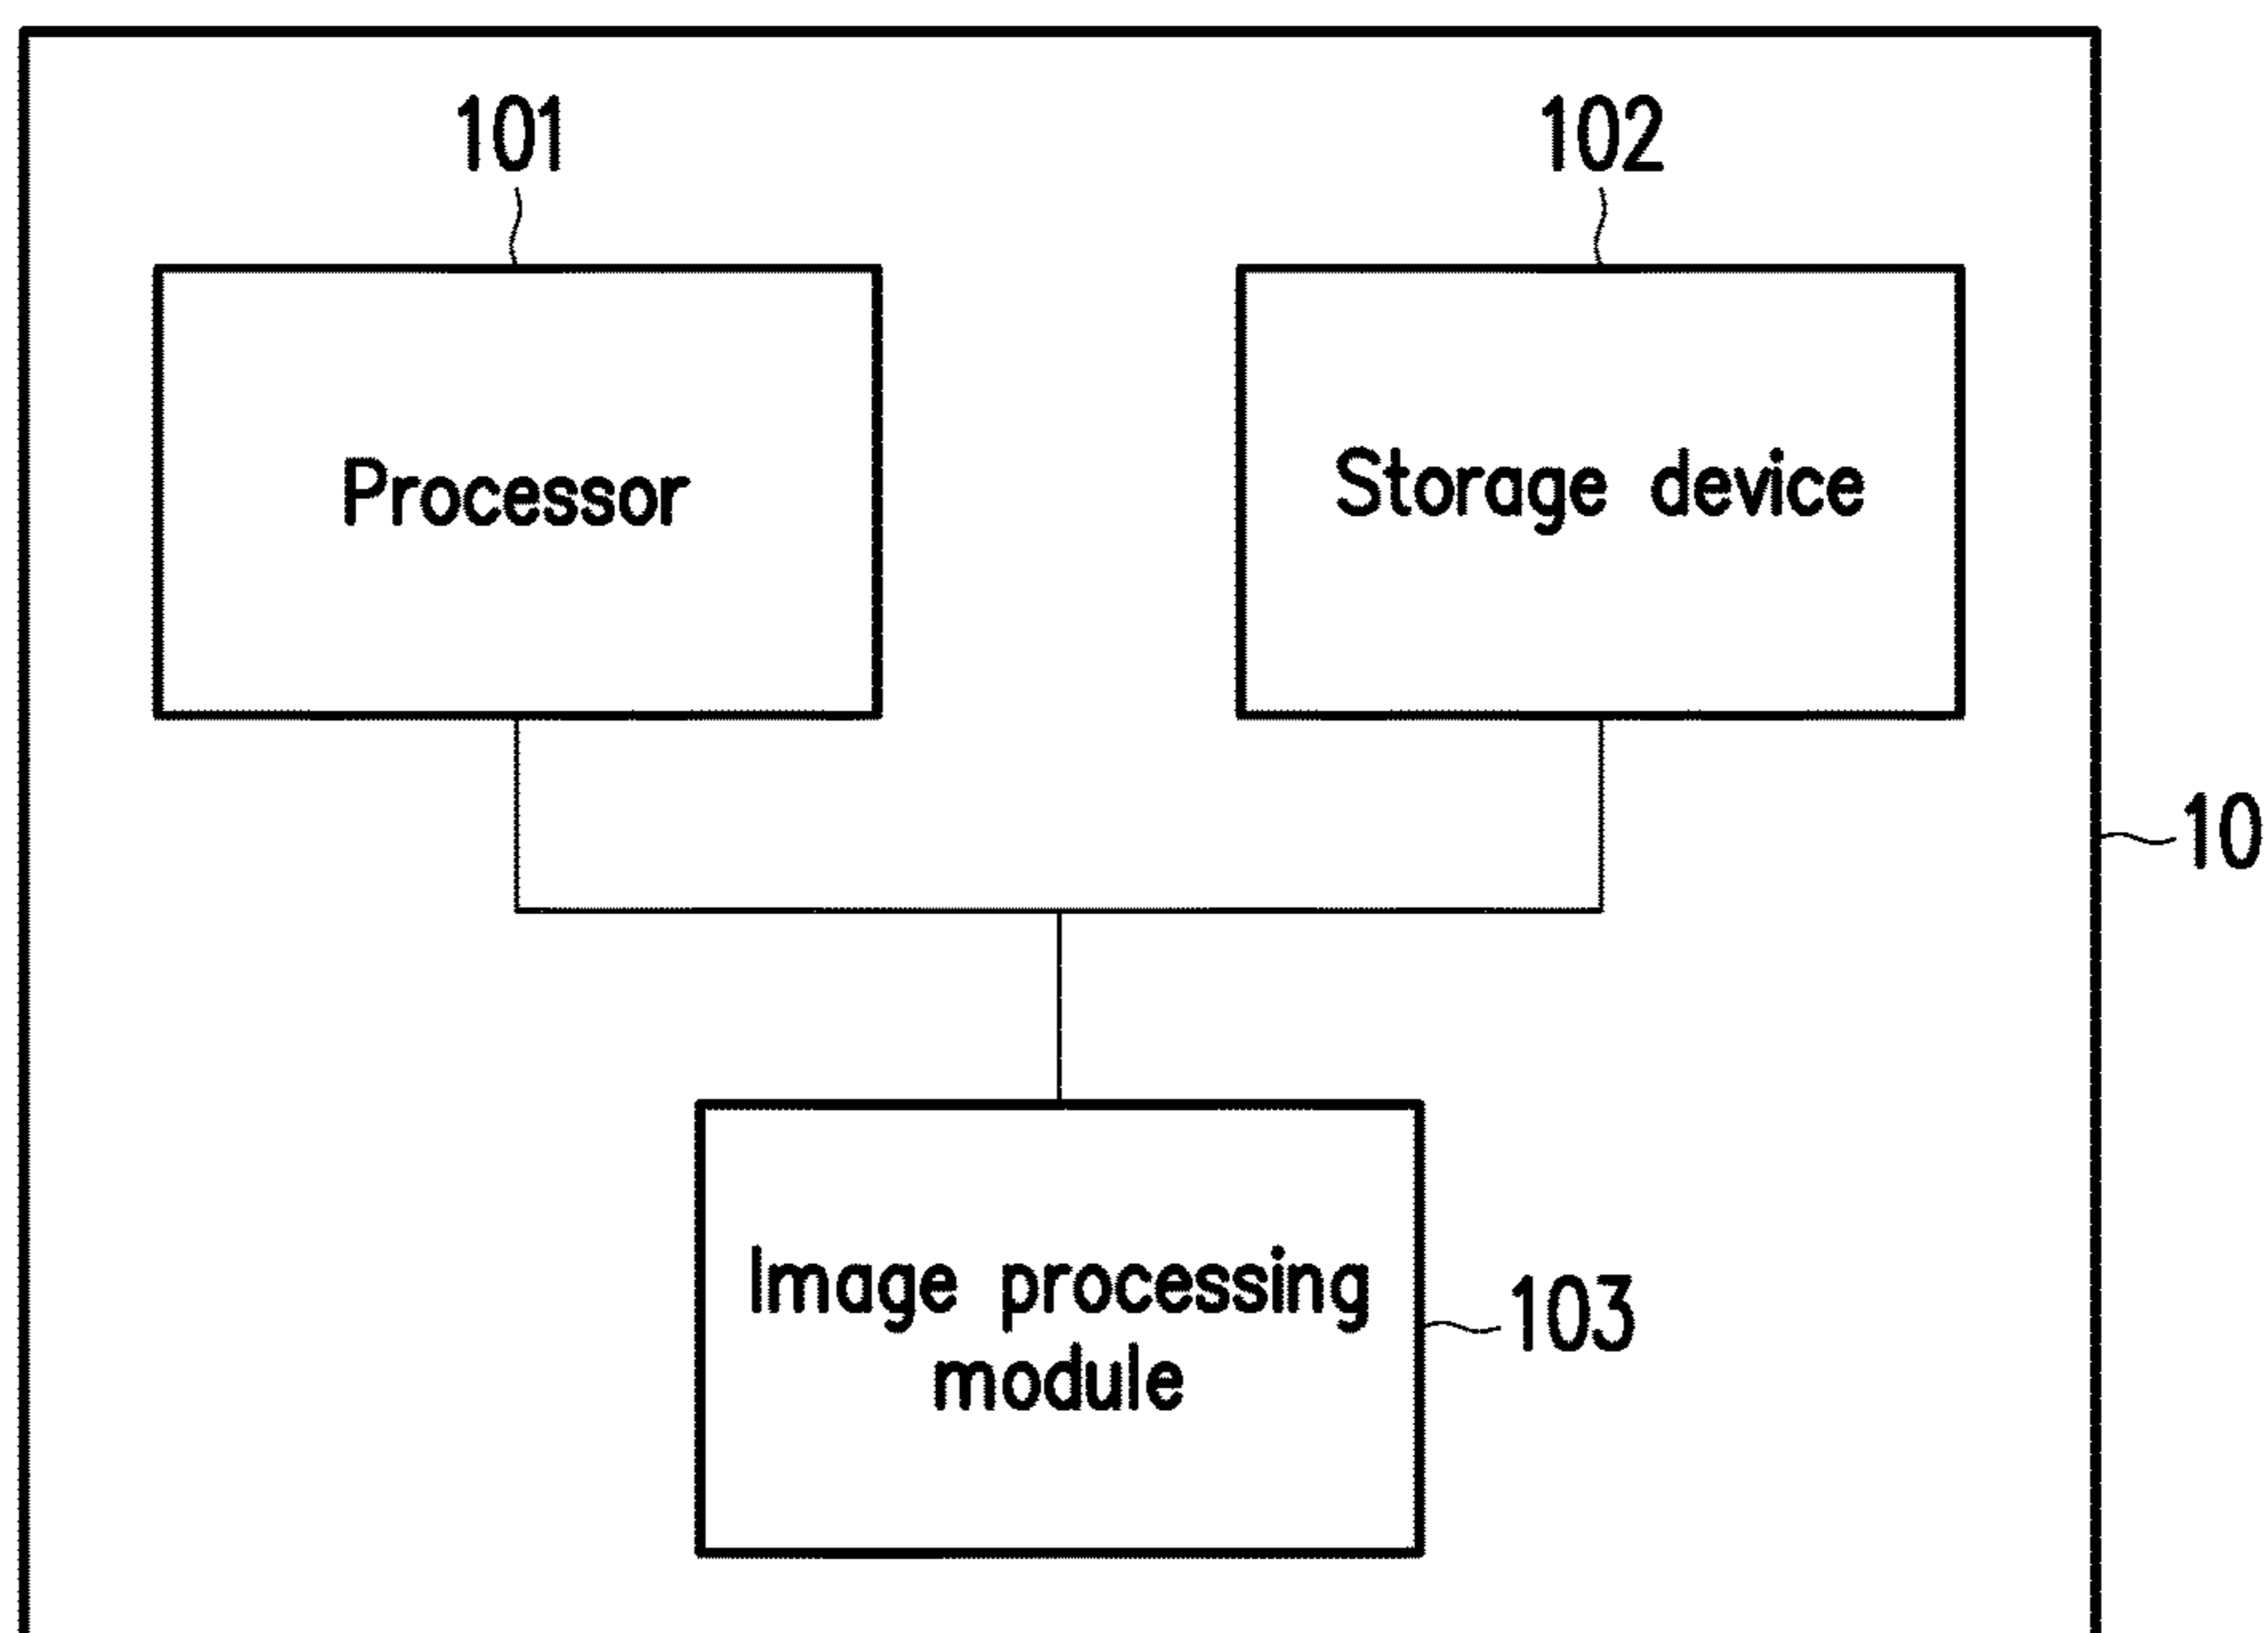 101
102
Processor
Storage device
10
Image processing
module
103